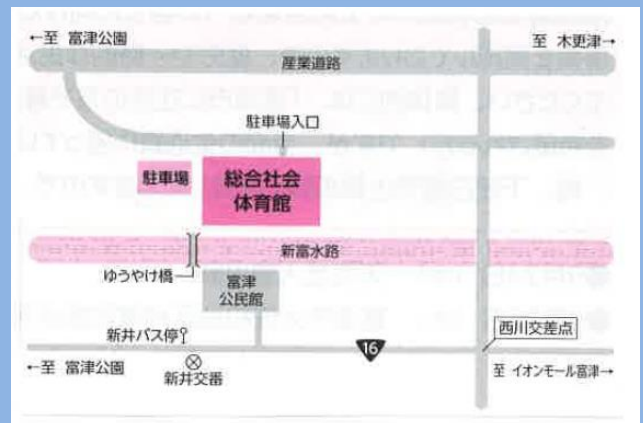 ←至 富津公園
至 木更津→
産業道路
駐車場入口
駐車場
総合社会
体育館
新富水路
ゆうやけ橋
富津
公民館
新井バス停
16
西川交差点
←至 富津公園
新井交番
至 イオンモール富津→